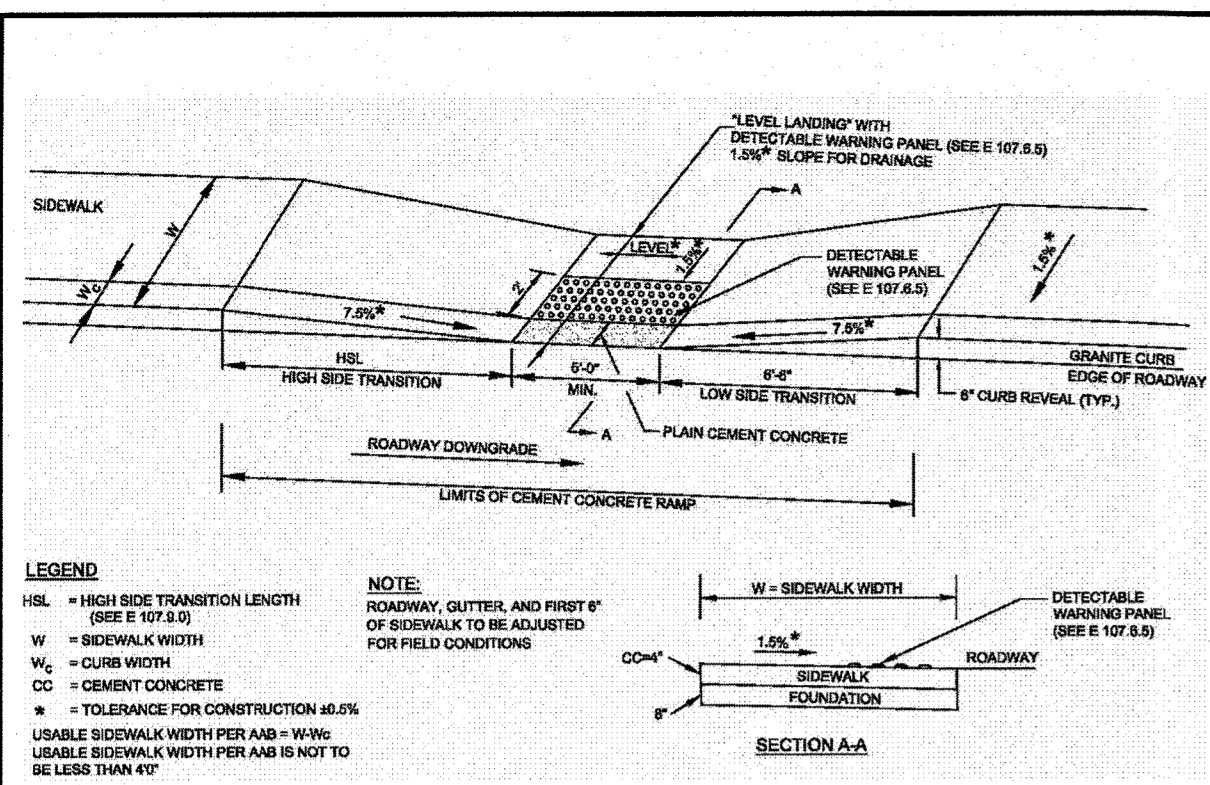 "LEVEL LANDING" WITH
DETECTABLE WARNING PANEL (SEE E 107.6.5)
1.5%* SLOPE FOR DRAINAGE
A
SIDEWALK
W
LEVEL*
1.5%*
DETECTABLE
WARNING PANEL
(SEE E 107.6.5)
1.5%*
Wc
2'
7.5%*
7.5%*
HSL
HIGH SIDE TRANSITION
5'-0"
MIN.
6'-6"
LOW SIDE TRANSITION
GRANITE CURB
EDGE OF ROADWAY
6" CURB REVEAL (TYP.)
A
PLAIN CEMENT CONCRETE
ROADWAY DOWNGRADE
LIMITS OF CEMENT CONCRETE RAMP
LEGEND
HSL = HIGH SIDE TRANSITION LENGTH
(SEE E 107.9.0)
W = SIDEWALK WIDTH
Wc = CURB WIDTH
CC = CEMENT CONCRETE
* = TOLERANCE FOR CONSTRUCTION ±0.5%
USABLE SIDEWALK WIDTH PER AAB = W-Wc
USABLE SIDEWALK WIDTH PER AAB IS NOT TO
BE LESS THAN 4'0"
NOTE:
ROADWAY, GUTTER, AND FIRST 6"
OF SIDEWALK TO BE ADJUSTED
FOR FIELD CONDITIONS
W = SIDEWALK WIDTH
DETECTABLE
WARNING PANEL
(SEE E 107.6.5)
1.5%*
CC=4"
ROADWAY
SIDEWALK
FOUNDATION
8"
SECTION A-A